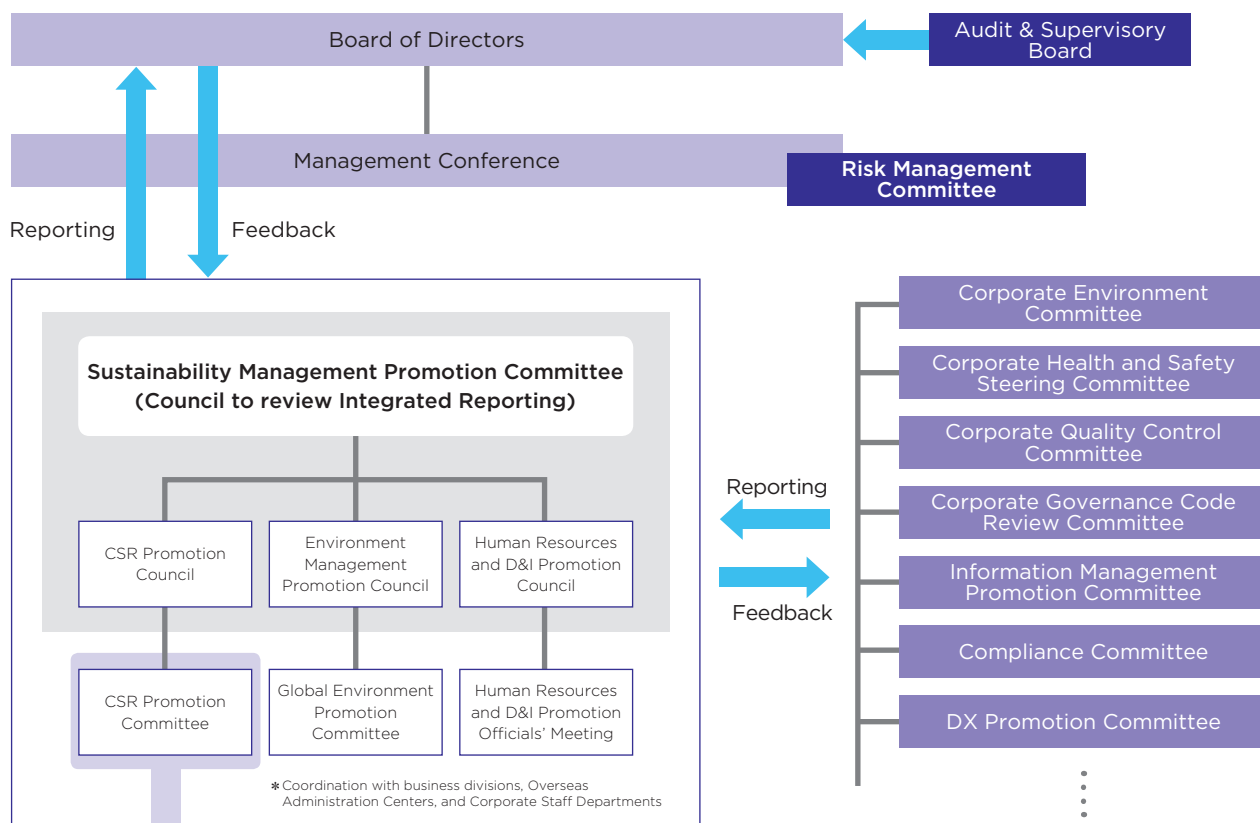 Board of Directors
Audit & Supervisory
Board
Management Conference
Risk Management
Committee
Reporting
Feedback
Sustainability Management Promotion Committee
(Council to review Integrated Reporting)
CSR Promotion
Council
Environment
Management
Promotion Council
Human Resources
and D&I Promotion
Council
CSR Promotion
Committee
Global Environment
Promotion
Committee
Human Resources
and D&I Promotion
Officials’ Meeting
*Coordination with business divisions, Overseas
Administration Centers, and Corporate Staff Departments
Reporting
Feedback
Corporate Environment
Committee
Corporate Health and Safety
Steering Committee
Corporate Quality Control
Committee
Corporate Governance Code
Review Committee
Information Management
Promotion Committee
Compliance Committee
DX Promotion Committee